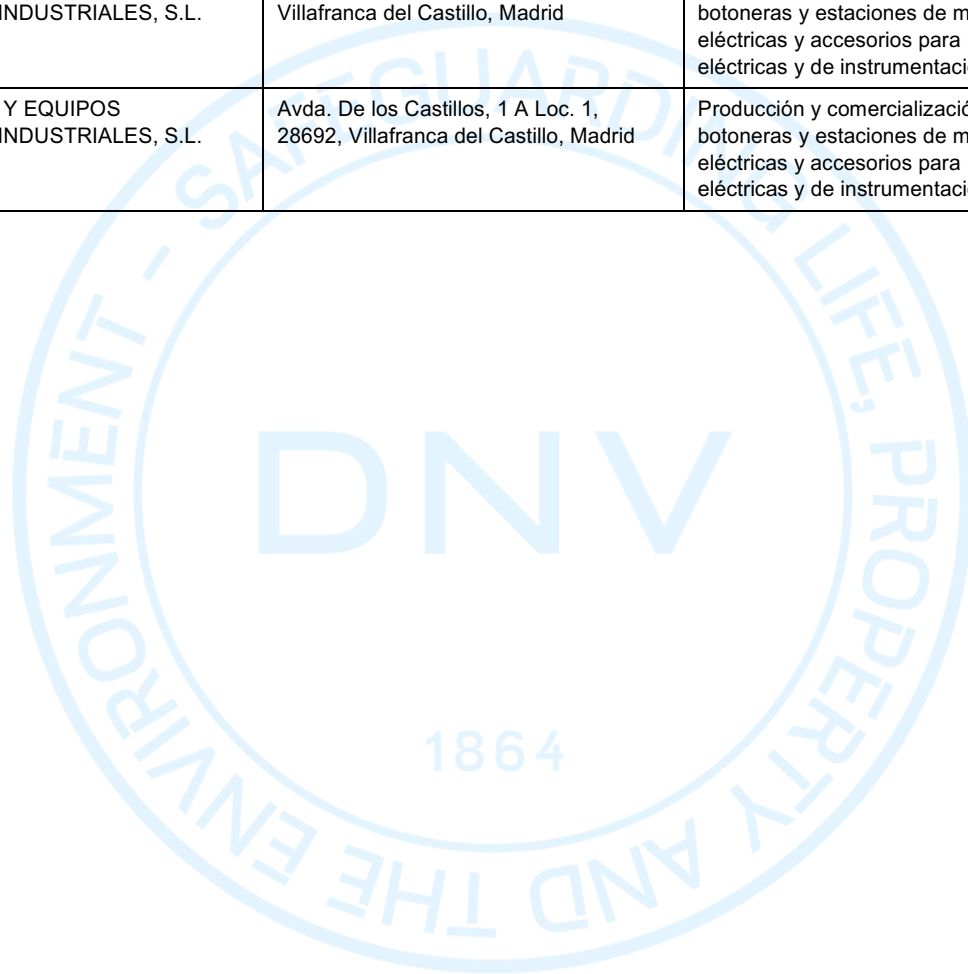 INDUSTRIALES, S.L.
Villafranca del Castillo, Madrid
botoneras y estaciones de m
eléctricas y accesorios para
eléctricas y de instrumentaci
Y EQUIPOS
INDUSTRIALES, S.L.
Avda. De los Castillos, 1 A Loc. 1,
28692, Villafranca del Castillo, Madrid
Producción y comercializació
botoneras y estaciones de m
eléctricas y accesorios para
eléctricas y de instrumentaci
SAFEGUARDING LIFE, PROPERTY AND THE ENVIRONMENT -
DNV
1864